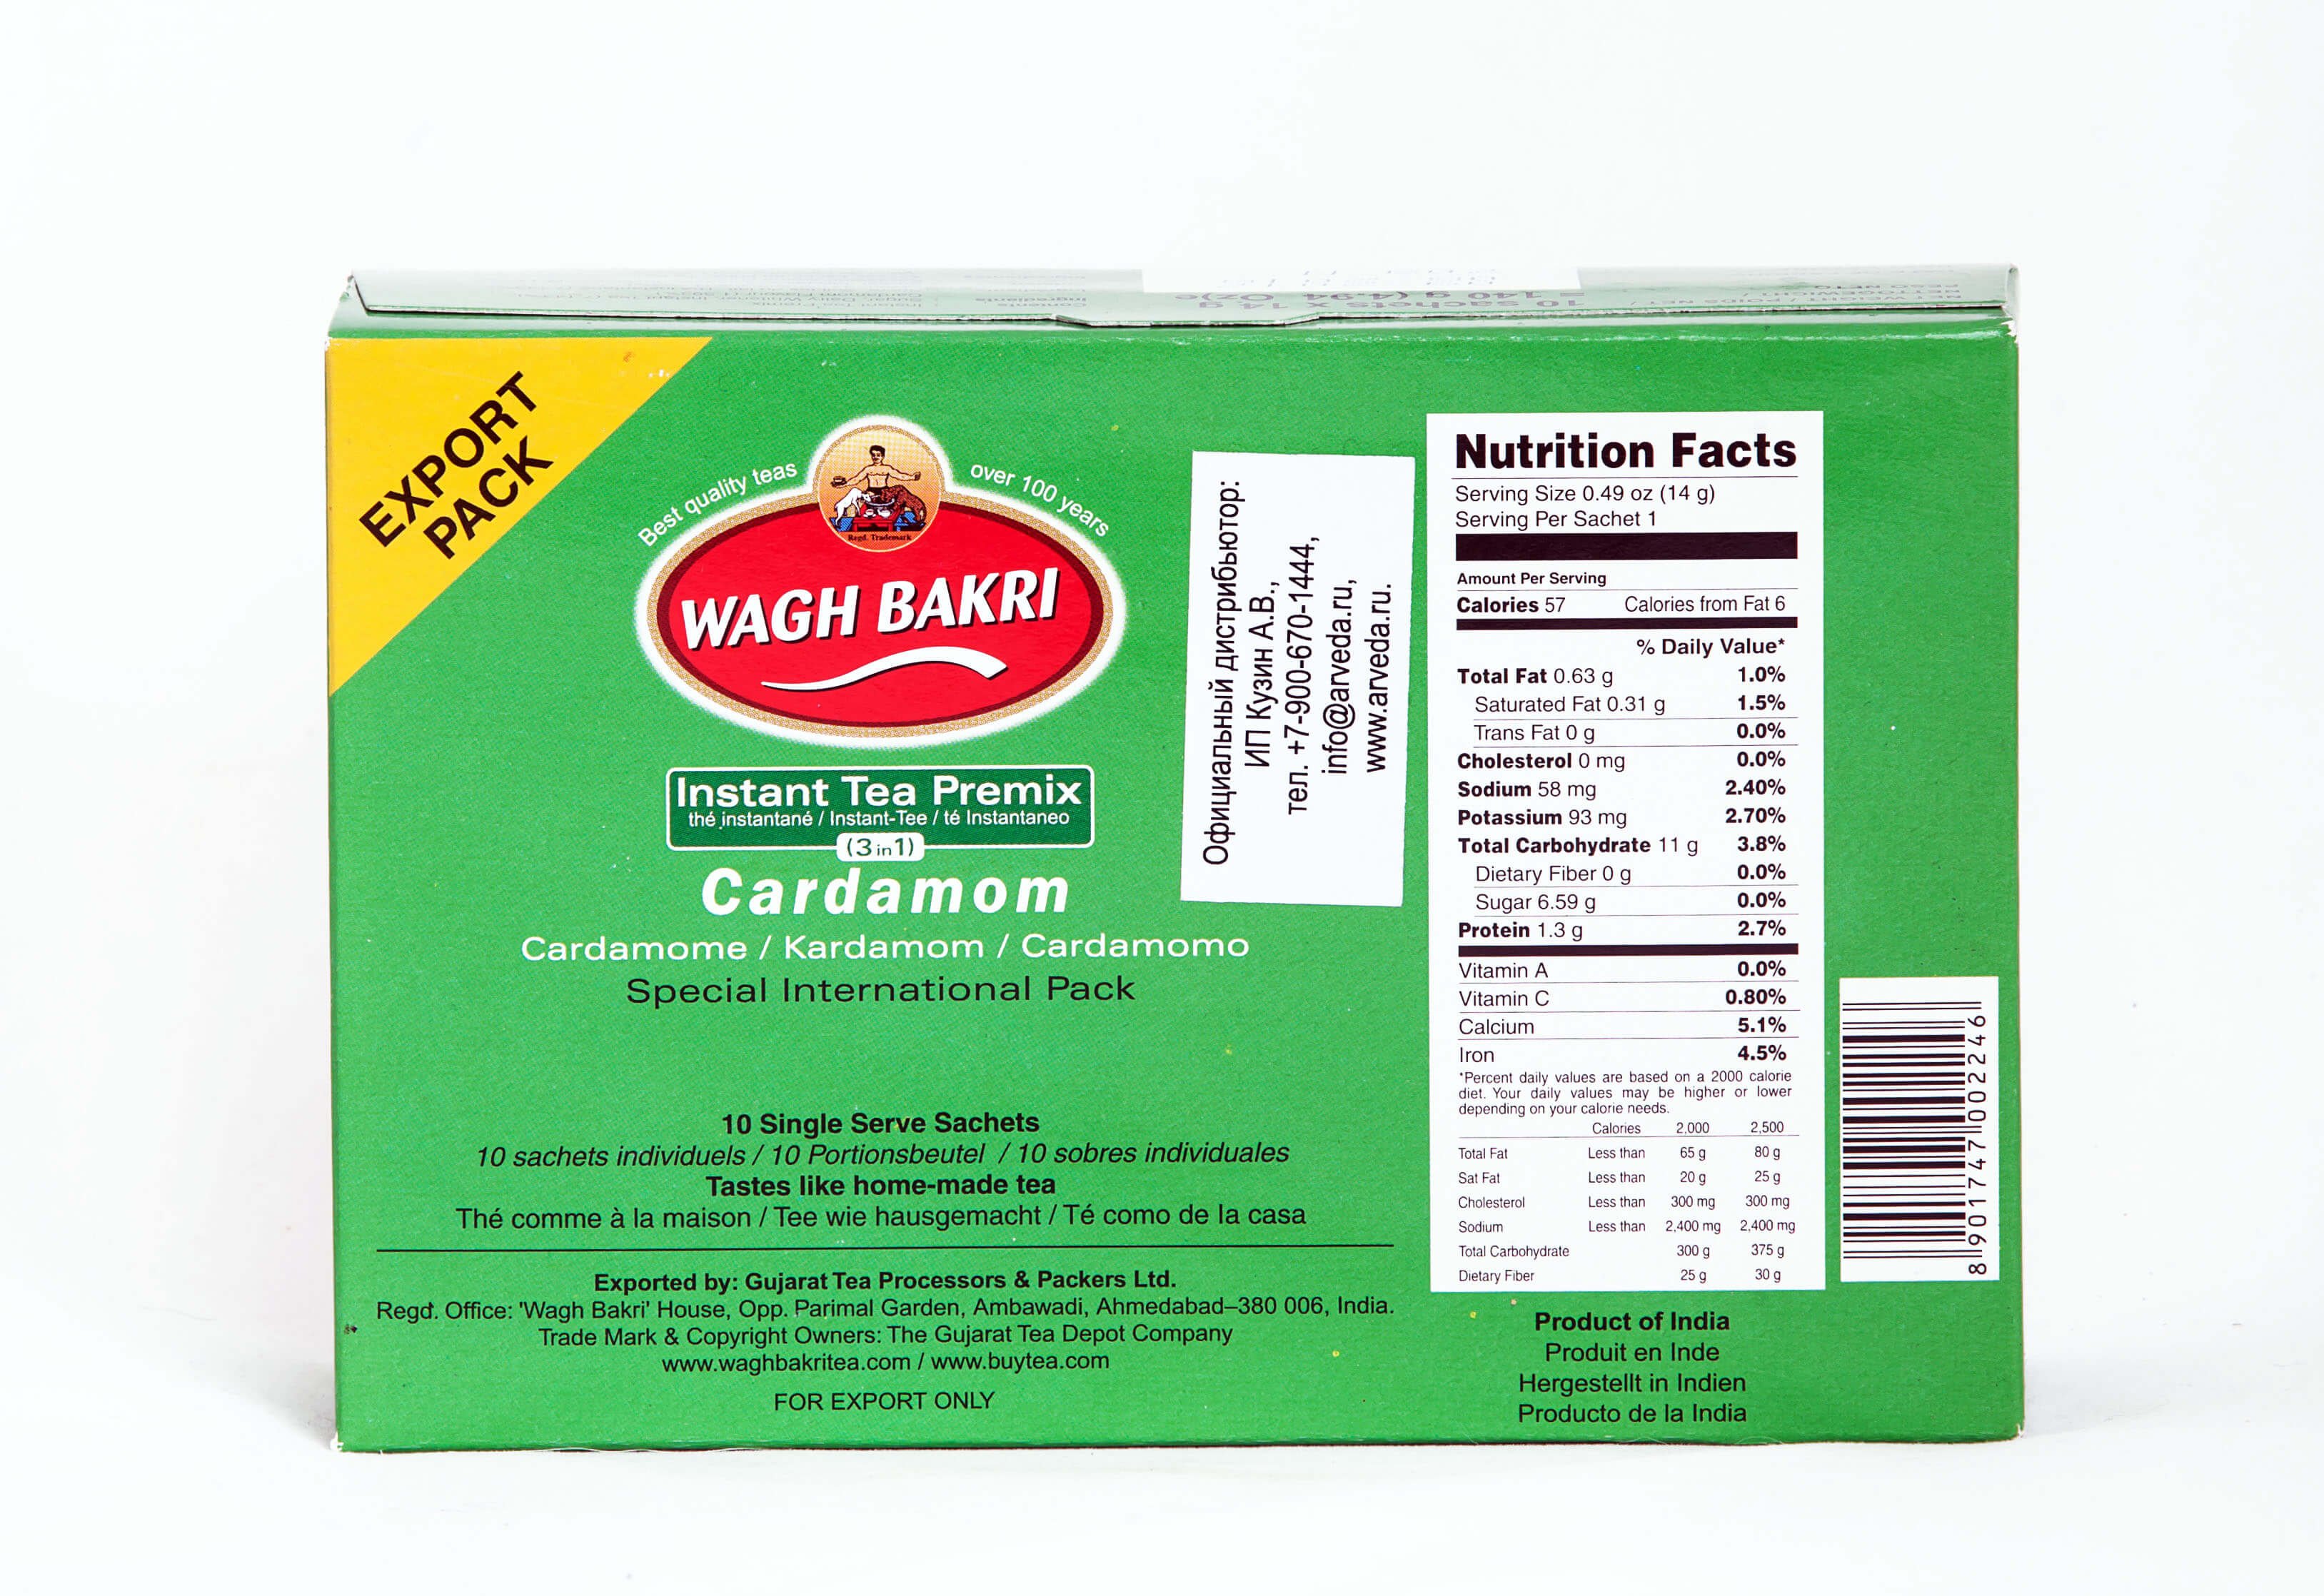 10 sachets x 14 g
= 140 g (4.94 Oz)e
EXPORT
PACK
Best quality teas
over 100 years
Regd. Trademark
WAGH BAKRI
Instant Tea Premix
thé instantané / Instant-Tee / té Instantaneo
(3 in 1)
Cardamom
Cardamome / Kardamom / Cardamomo
Special International Pack
10 Single Serve Sachets
10 sachets individuels / 10 Portionsbeutel / 10 sobres individuales
Tastes like home-made tea
Thé comme à la maison / Tee wie hausgemacht / Té como de la casa
Exported by: Gujarat Tea Processors & Packers Ltd.
Regd. Office: 'Wagh Bakri' House, Opp. Parimal Garden, Ambawadi, Ahmedabad–380 006, India.
Trade Mark & Copyright Owners: The Gujarat Tea Depot Company
www.waghbakritea.com / www.buytea.com
FOR EXPORT ONLY
Официальный дистрибьютор:
ИП Кузин А.В.,
тел. +7-900-670-1444,
info@arveda.ru,
www.arveda.ru.
Nutrition Facts
Serving Size 0.49 oz (14 g)
Serving Per Sachet 1
Amount Per Serving
Calories 57 Calories from Fat 6
% Daily Value*
Total Fat 0.63 g 1.0%
Saturated Fat 0.31 g 1.5%
Trans Fat 0 g 0.0%
Cholesterol 0 mg 0.0%
Sodium 58 mg 2.40%
Potassium 93 mg 2.70%
Total Carbohydrate 11 g 3.8%
Dietary Fiber 0 g 0.0%
Sugar 6.59 g 0.0%
Protein 1.3 g 2.7%
Vitamin A 0.0%
Vitamin C 0.80%
Calcium 5.1%
Iron 4.5%
*Percent daily values are based on a 2000 calorie
diet. Your daily values may be higher or lower
depending on your calorie needs.
Calories 2,000 2,500
Total Fat Less than 65 g 80 g
Sat Fat Less than 20 g 25 g
Cholesterol Less than 300 mg 300 mg
Sodium Less than 2,400 mg 2,400 mg
Total Carbohydrate 300 g 375 g
Dietary Fiber 25 g 30 g
8 901747 002246
Product of India
Produit en Inde
Hergestellt in Indien
Producto de la India